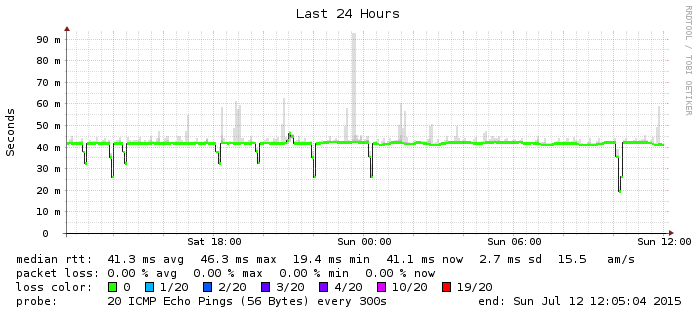 Last 24 Hours
RRDTOOL / TOBI OETIKER
Seconds
90 m
80 m
70 m
60 m
50 m
40 m
30 m
20 m
10 m
0
Sat 18:00 Sun 00:00 Sun 06:00 Sun 12:00
median rtt: 41.3 ms avg 46.3 ms max 19.4 ms min 41.1 ms now 2.7 ms sd 15.5 am/s
packet loss: 0.00 % avg 0.00 % max 0.00 % min 0.00 % now
loss color: 0 1/20 2/20 3/20 4/20 10/20 19/20
probe: 20 ICMP Echo Pings (56 Bytes) every 300s end: Sun Jul 12 12:05:04 2015